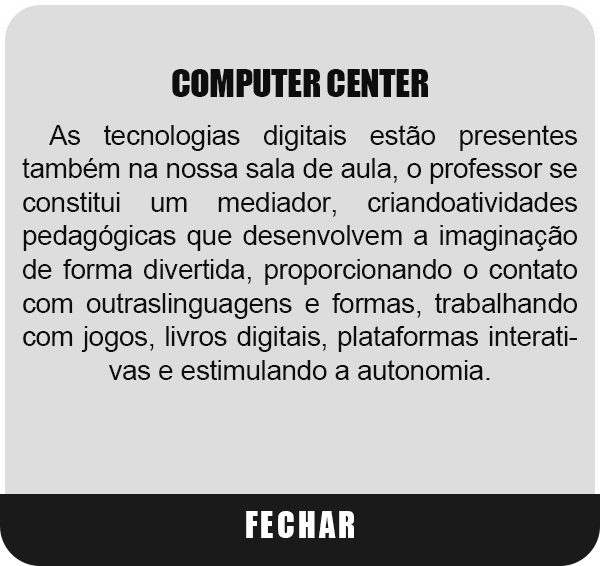 COMPUTER CENTER
As tecnologias digitais estão presentes
também na nossa sala de aula, o professor se
constitui um mediador, criandoatividades
pedagógicas que desenvolvem a imaginação
de forma divertida, proporcionando o contato
com outraslinguagens e formas, trabalhando
com jogos, livros digitais, plataformas interati-
vas e estimulando a autonomia.
FECHAR